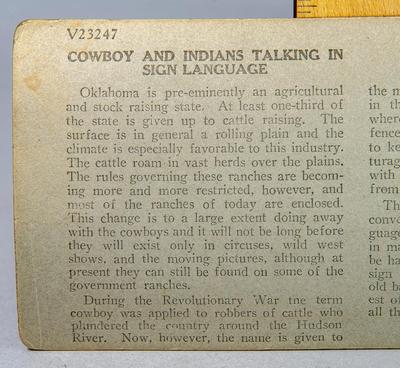 V23247
COWBOY AND INDIANS TALKING IN
SIGN LANGUAGE
Oklahoma is pre-eminently an agricultural
and stock raising state. At least one-third of
the state is given up to cattle raising. The
surface is in general a rolling plain and the
climate is especially favorable to this industry.
The cattle roam in vast herds over the plains.
The rules governing these ranches are becom-
ing more and more restricted, however, and
most of the ranches of today are enclosed.
This change is to a large extent doing away
with the cowboys and it will not be long before
they will exist only in circuses, wild west
shows, and the moving pictures, although at
present they can still be found on some of the
government ranches.
During the Revolutionary War the term
cowboy was applied to robbers of cattle who
plundered the country around the Hudson
River. Now, however, the name is given to
the m
in th
wher
fence
to ke
turag
with
from
Th
conv
guage
in ma
be ha
sign
old ba
est of
all th